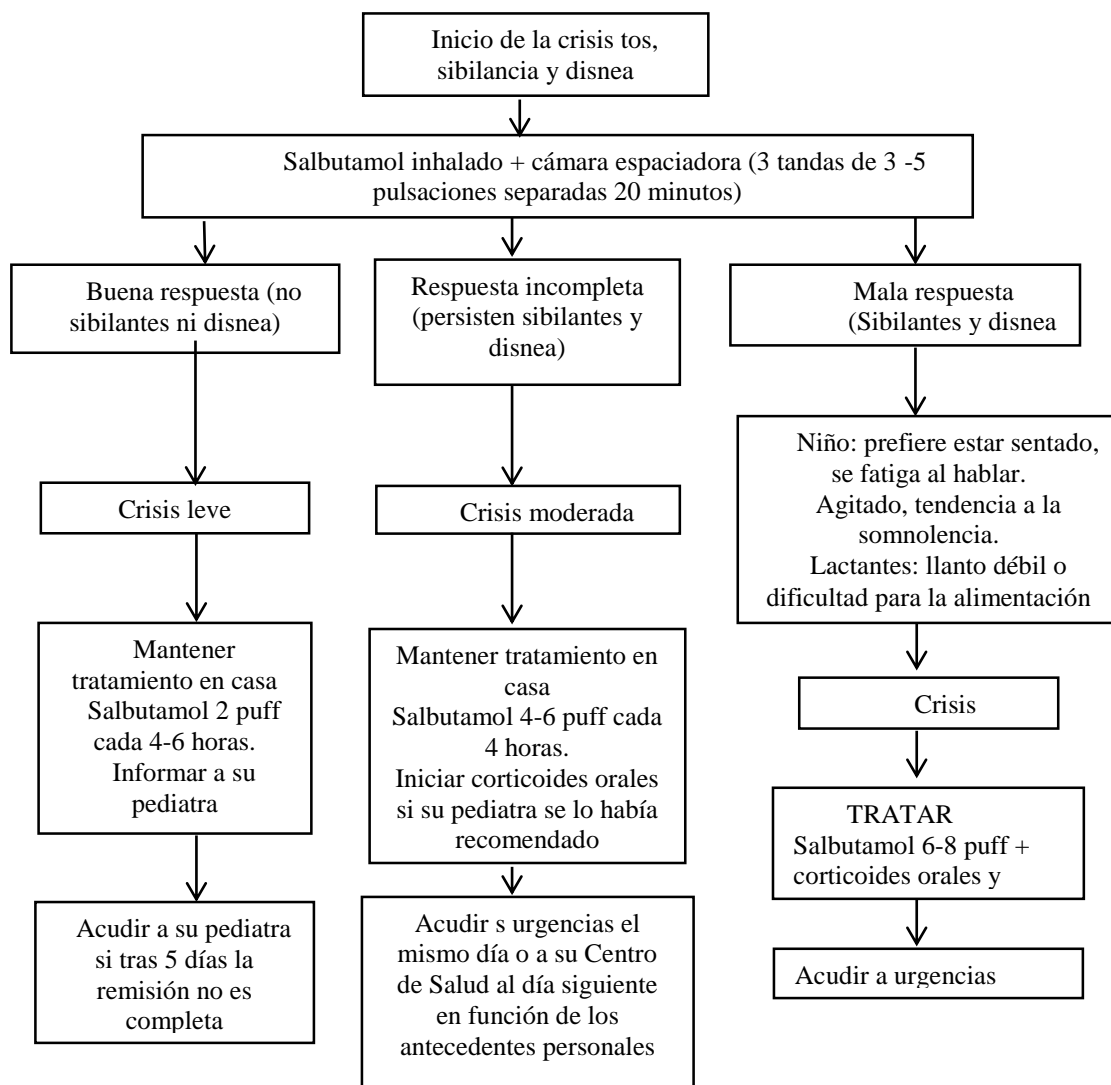 Inicio de la crisis tos,
sibilancia y disnea
Salbutamol inhalado + cámara espaciadora (3 tandas de 3 -5
pulsaciones separadas 20 minutos)
Buena respuesta (no
sibilantes ni disnea)
Respuesta incompleta
(persisten sibilantes y
disnea)
Mala respuesta
(Sibilantes y disnea
Niño: prefiere estar sentado,
se fatiga al hablar.
Agitado, tendencia a la
somnolencia.
Lactantes: llanto débil o
dificultad para la alimentación
Crisis leve
Crisis moderada
Crisis
Mantener
tratamiento en casa
Salbutamol 2 puff
cada 4-6 horas.
Informar a su
pediatra
Mantener tratamiento en
casa
Salbutamol 4-6 puff cada
4 horas.
Iniciar corticoides orales
si su pediatra se lo había
recomendado
TRATAR
Salbutamol 6-8 puff +
corticoides orales y
Acudir a su pediatra
si tras 5 días la
remisión no es
completa
Acudir s urgencias el
mismo día o a su Centro
de Salud al día siguiente
en función de los
antecedentes personales
Acudir a urgencias